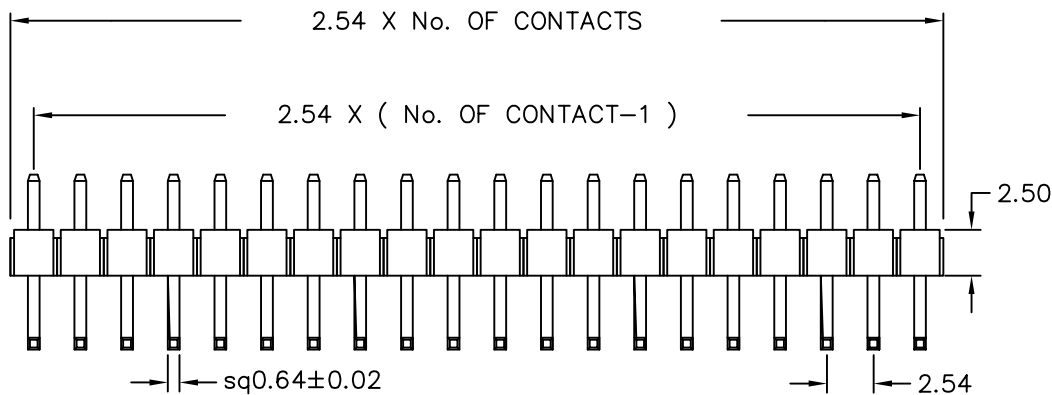 2.54 X No. OF CONTACTS
2.54 X ( No. OF CONTACT-1 )
2.50
sq0.64±0.02
2.54